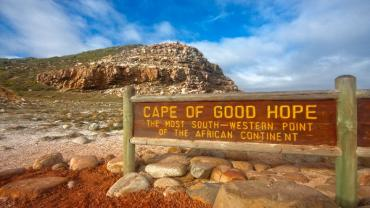 CAPE OF GOOD HOPE
THE MOST SOUTH-WESTERN POINT
OF THE AFRICAN CONTINENT